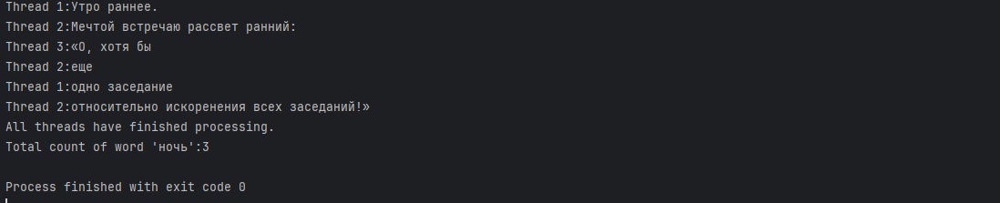 Thread 1:Утро раннее.
Thread 2:Мечтой встречаю рассвет ранний:
Thread 3:«О, хотя бы
Thread 2:еще
Thread 1:одно заседание
Thread 2:относительно искоренения всех заседаний!»
All threads have finished processing.
Total count of word 'ночь':3
Process finished with exit code 0